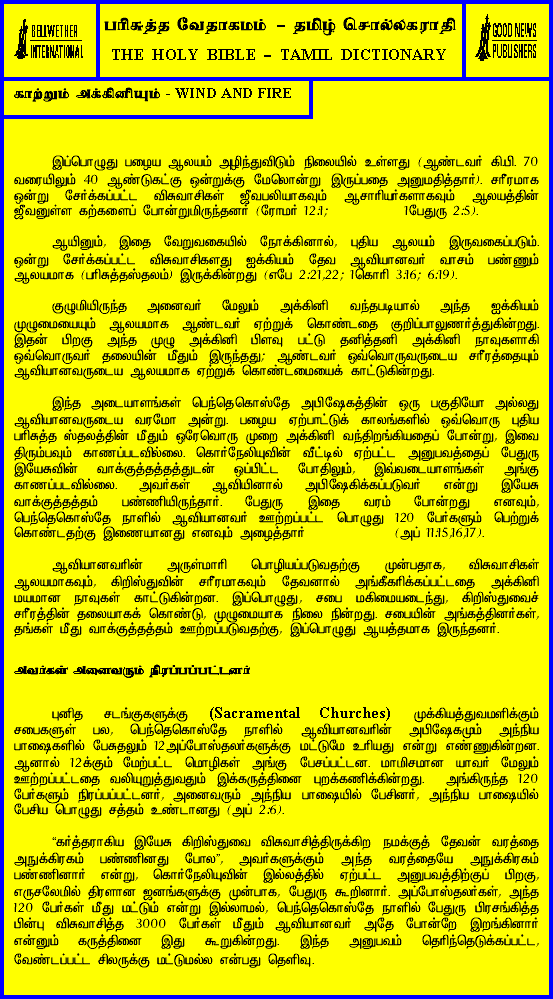 BELLWETHER
INTERNATIONAL
பரிசுத்த வேதாகமம் – தமிழ் சொல்லகராதி
THE HOLY BIBLE – TAMIL DICTIONARY
GOOD NEWS
PUBLISHERS
காற்றும் அக்கினியும் - WIND AND FIRE
இப்பொழுது பழைய ஆலயம் அழிந்துவிடும் நிலையில் உள்ளது (ஆண்டவர் கி.பி. 70
வரையிலும் 40 ஆண்டுகட்கு ஒன்றுக்கு மேலொன்று இருப்பதை அனுமதித்தார்). சரீரமாக
ஒன்று சேர்க்கப்பட்ட விசுவாசிகள் ஜீவபலியாகவும் ஆசாரியர்களாகவும் ஆலயத்தின்
ஜீவனுள்ள கற்களைப் போன்றுமிருந்தனர் (ரோமர் 12:1; 1பேதுரு 2:5).
ஆயினும், இதை வேறுவகையில் நோக்கினால், புதிய ஆலயம் இருவகைப்படும்.
ஒன்று சேர்க்கப்பட்ட விசுவாசிகளது ஐக்கியம் தேவ ஆவியானவர் வாசம் பண்ணும்
ஆலயமாக (பரிசுத்தஸ்தலம்) இருக்கின்றது (எபே 2:21,22; 1கொரி 3:16; 6:19).
குழுமியிருந்த அனைவர் மேலும் அக்கினி வந்தபடியால் அந்த ஐக்கியம்
முழுமையையும் ஆலயமாக ஆண்டவர் ஏற்றுக் கொண்டதை குறிப்பாலுணர்த்துகின்றது.
இதன் பிறகு அந்த முழு அக்கினி பிளவு பட்டு தனித்தனி அக்கினி நாவுகளாகி
ஒவ்வொருவர் தலையின் மீதும் இருந்தது; ஆண்டவர் ஒவ்வொருவருடைய சரீரத்தையும்
ஆவியானவருடைய ஆலயமாக ஏற்றுக் கொண்டமையைக் காட்டுகின்றது.
இந்த அடையாளங்கள் பெந்தெகொஸ்தே அபிஷேகத்தின் ஒரு பகுதியோ அல்லது
ஆவியானவருடைய வரமோ அன்று. பழைய ஏற்பாட்டுக் காலங்களில் ஒவ்வொரு புதிய
பரிசுத்த ஸ்தலத்தின் மீதும் ஒரேவொரு முறை அக்கினி வந்திறங்கியதைப் போன்று, இவை
திரும்பவும் காணப்படவில்லை. கொர்நேலியுவின் வீட்டில் ஏற்பட்ட அனுபவத்தைப் பேதுரு
இயேசுவின் வாக்குத்தத்தத்துடன் ஒப்பிட்ட போதிலும், இவ்வடையாளங்கள் அங்கு
காணப்படவில்லை. அவர்கள் ஆவியினால் அபிஷேகிக்கப்படுவர் என்று இயேசு
வாக்குத்தத்தம் பண்ணியிருந்தார். பேதுரு இதை வரம் போன்றது எனவும்,
பெந்தெகொஸ்தே நாளில் ஆவியானவர் ஊற்றப்பட்ட பொழுது 120 பேர்களும் பெற்றுக்
கொண்டதற்கு இணையானது எனவும் அழைத்தார் (அப் 11:15,16,17).
ஆவியானவரின் அருள்மாரி பொழியப்படுவதற்கு முன்பதாக, விசுவாசிகள்
ஆலயமாகவும், கிறிஸ்துவின் சரீரமாகவும் தேவனால் அங்கீகரிக்கப்பட்டதை அக்கினி
மயமான நாவுகள் காட்டுகின்றன. இப்பொழுது, சபை மகிமையடைந்து, கிறிஸ்துவைச்
சரீரத்தின் தலையாகக் கொண்டு, முழுமையாக நிலை நின்றது. சபையின் அங்கத்தினர்கள்,
தங்கள் மீது வாக்குத்தத்தம் ஊற்றப்படுவதற்கு, இப்பொழுது ஆயத்தமாக இருந்தனர்.
அவர்கள் அனைவரும் நிரப்பப்பட்டனர்
புனித சடங்குகளுக்கு (Sacramental Churches) முக்கியத்துவமளிக்கும்
சபைகளுள் பல, பெந்தெகொஸ்தே நாளில் ஆவியானவரின் அபிஷேகமும் அந்நிய
பாஷைகளில் பேசுதலும் 12அப்போஸ்தலர்களுக்கு மட்டுமே உரியது என்று எண்ணுகின்றன.
ஆனால் 12க்கும் மேற்பட்ட மொழிகள் அங்கு பேசப்பட்டன. மாமிசமான யாவர் மேலும்
ஊற்றப்பட்டதை வலியுறுத்துவதும் இக்கருத்தினை புறக்கணிக்கின்றது. அங்கிருந்த 120
பேர்களும் நிரப்பப்பட்டனர், அனைவரும் அந்நிய பாஷையில் பேசினர், அந்நிய பாஷையில்
பேசிய பொழுது சத்தம் உண்டானது (அப் 2:6).
“கர்த்தராகிய இயேசு கிறிஸ்துவை விசுவாசித்திருக்கிற நமக்குத் தேவன் வரத்தை
அநுக்கிரகம் பண்ணினது போல”, அவர்களுக்கும் அந்த வரத்தையே அநுக்கிரகம்
பண்ணினார் என்று, கொர்நேலியுவின் இல்லத்தில் ஏற்பட்ட அனுபவத்திற்குப் பிறகு,
எருசலேமில் திரளான ஜனங்களுக்கு முன்பாக, பேதுரு கூறினார். அப்போஸ்தலர்கள், அந்த
120 பேர்கள் மீது மட்டும் என்று இல்லாமல், பெந்தெகொஸ்தே நாளில் பேதுரு பிரசங்கித்த
பின்பு விசுவாசித்த 3000 பேர்கள் மீதும் ஆவியானவர் அதே போன்றே இறங்கினார்
என்னும் கருத்தினை இது கூறுகின்றது. இந்த அனுபவம் தெரிந்தெடுக்கப்பட்ட,
வேண்டப்பட்ட சிலருக்கு மட்டுமல்ல என்பது தெளிவு.